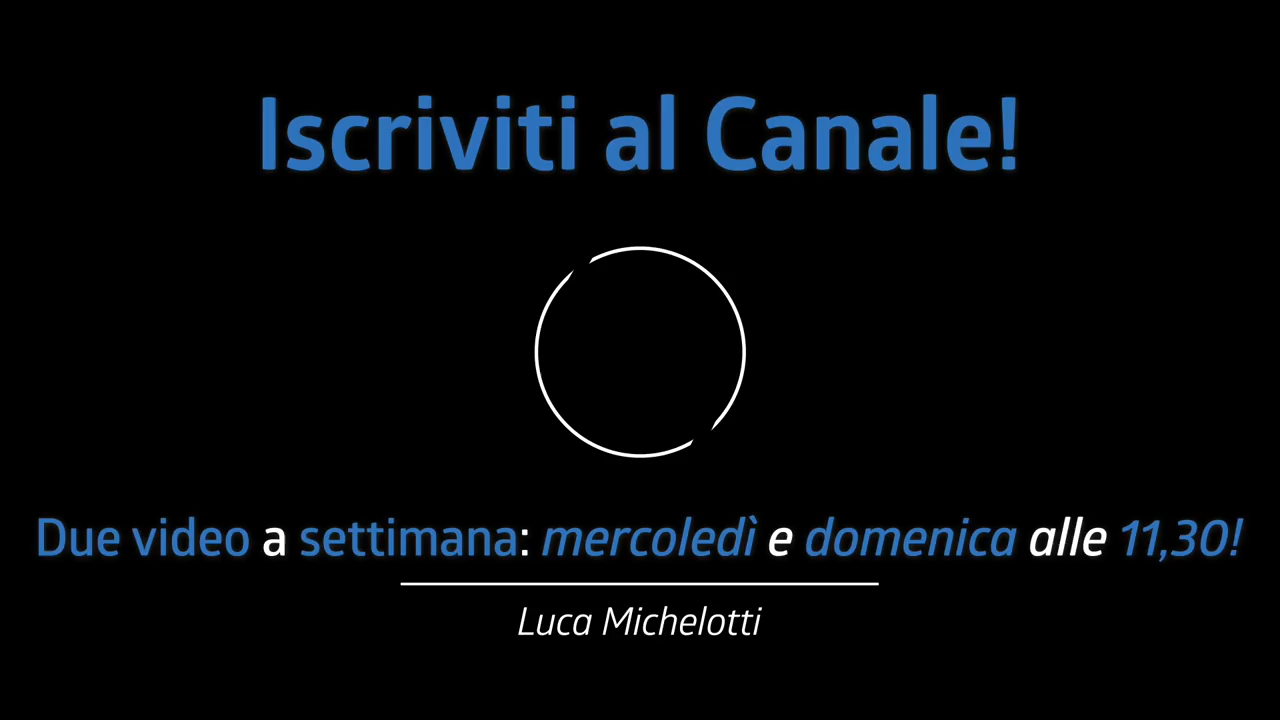 Iscriviti al Canale!
Due video a settimana: mercoledì e domenica alle 11,30!
Luca Michelotti